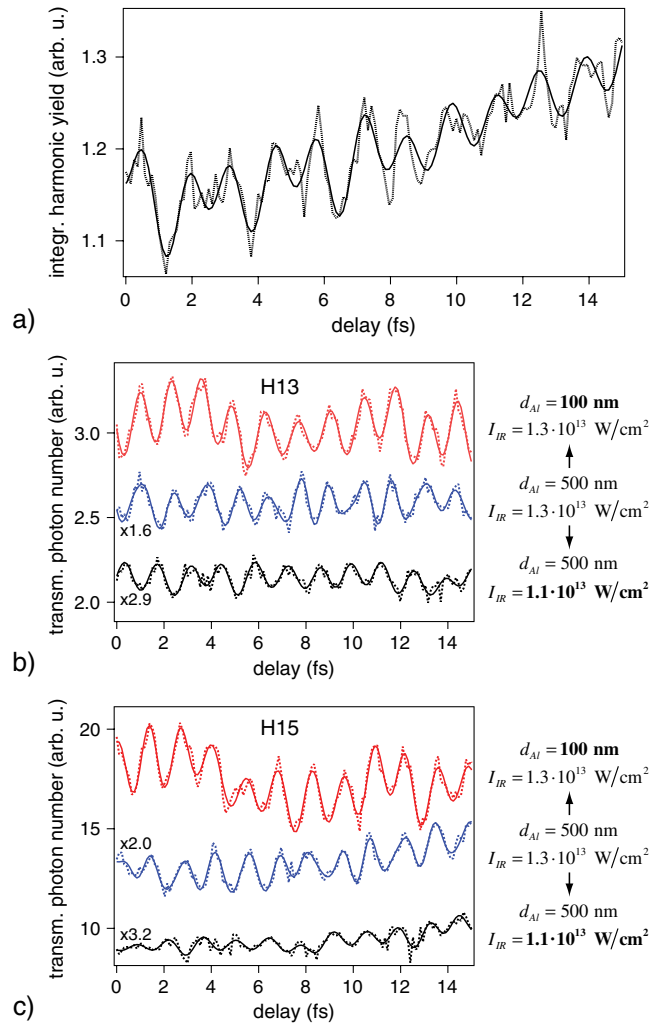 1.3
1.2
1.1
integr. harmonic yield (arb. u.)
0 2 4 6 8 10 12 14
delay (fs)
a)
H13
3.0
2.5
2.0
transm. photon number (arb. u.)
x1.6
x2.9
0 2 4 6 8 10 12 14
delay (fs)
b)
d_Al = 100 nm
I_IR = 1.3·10^13 W/cm^2
d_Al = 500 nm
I_IR = 1.3·10^13 W/cm^2
d_Al = 500 nm
I_IR = 1.1·10^13 W/cm^2
H15
20
15
10
transm. photon number (arb. u.)
x2.0
x3.2
0 2 4 6 8 10 12 14
delay (fs)
c)
d_Al = 100 nm
I_IR = 1.3·10^13 W/cm^2
d_Al = 500 nm
I_IR = 1.3·10^13 W/cm^2
d_Al = 500 nm
I_IR = 1.1·10^13 W/cm^2